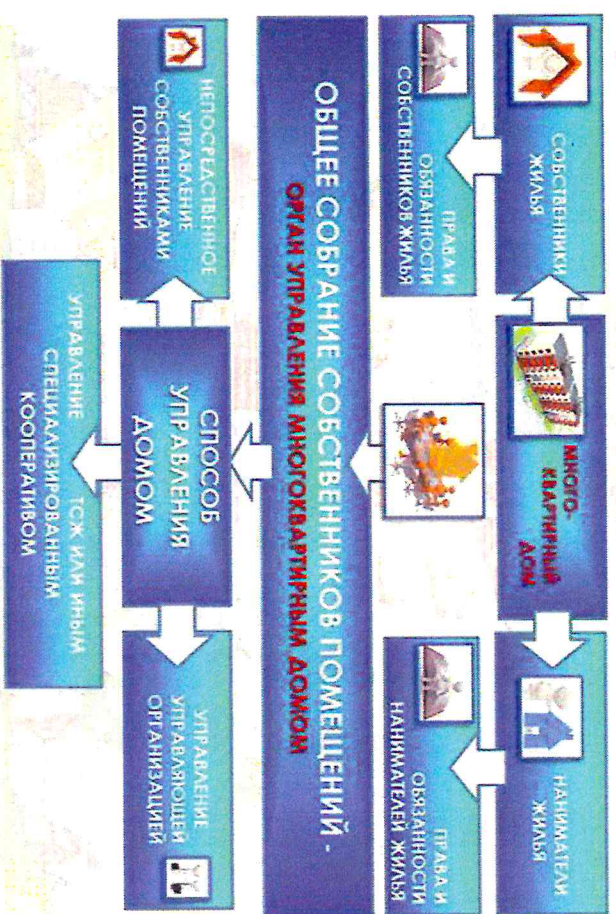 СОБСТВЕННИКИ
ЖИЛЬЯ
МНОГО-
КВАРТИРНЫЙ
ДОМ
НАНИМАТЕЛИ
ЖИЛЬЯ
ПРАВА И
ОБЯЗАННОСТИ
СОБСТВЕННИКОВ ЖИЛЬЯ
ПРАВА И
ОБЯЗАННОСТИ
НАНИМАТЕЛЕЙ ЖИЛЬЯ
ОБЩЕЕ СОБРАНИЕ СОБСТВЕННИКОВ ПОМЕЩЕНИЙ -
ОРГАН УПРАВЛЕНИЯ МНОГОКВАРТИРНЫМ ДОМОМ
НЕПОСРЕДСТВЕННОЕ
УПРАВЛЕНИЕ
СОБСТВЕННИКАМИ
ПОМЕЩЕНИЙ
СПОСОБ
УПРАВЛЕНИЯ
ДОМОМ
УПРАВЛЕНИЕ
УПРАВЛЯЮЩЕЙ
ОРГАНИЗАЦИЕЙ
УПРАВЛЕНИЕ ТСЖ ИЛИ ИНЫМ
СПЕЦИАЛИЗИРОВАННЫМ
КООПЕРАТИВОМ